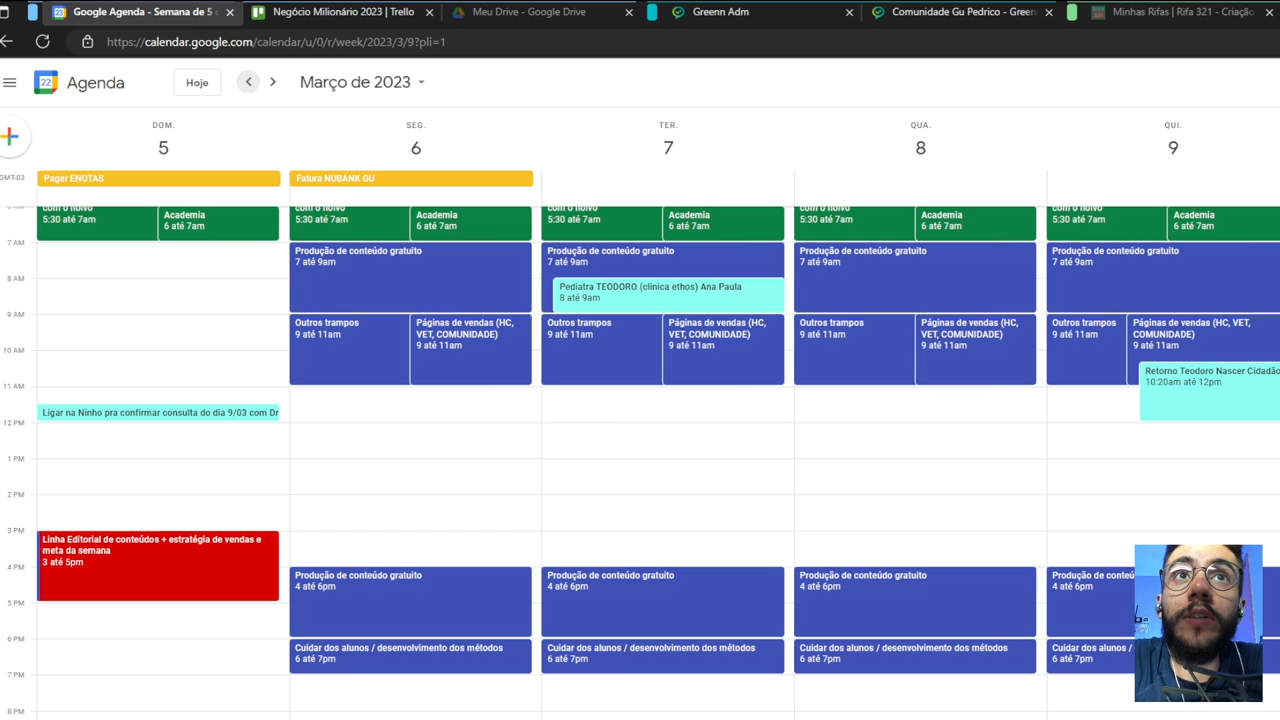 Google Agenda - Semana de 5
Negócio Milionário 2023 | Trello
Meu Drive - Google Drive
Greenn Adm
Comunidade Gu Pedrico - Green
Minhas Rifas | Rifa 321 - Criação
https://calendar.google.com/calendar/u/0/r/week/2023/3/9?pli=1
22
Agenda
Hoje
Março de 2023
DOM.
SEG.
TER.
QUA.
QUI.
5
6
7
8
9
GMT-03
Pagar ENOTAS
Fatura NUBANK GU
com o noivo
5:30 até 7am
Academia
6 até 7am
com o noivo
5:30 até 7am
Academia
6 até 7am
com o noivo
5:30 até 7am
Academia
6 até 7am
com o noivo
5:30 até 7am
Academia
6 até 7am
com o noivo
5:30 até 7am
Academia
6 até 7am
7 AM
Produção de conteúdo gratuito
7 até 9am
Produção de conteúdo gratuito
7 até 9am
Produção de conteúdo gratuito
7 até 9am
Produção de conteúdo gratuito
7 até 9am
8 AM
Pediatra TEODORO (clinica ethos) Ana Paula
8 até 9am
9 AM
Outros trampos
9 até 11am
Páginas de vendas (HC,
VET, COMUNIDADE)
9 até 11am
Outros trampos
9 até 11am
Páginas de vendas (HC,
VET, COMUNIDADE)
9 até 11am
Outros trampos
9 até 11am
Páginas de vendas (HC,
VET, COMUNIDADE)
9 até 11am
Outros trampos
9 até 11am
Páginas de vendas (HC, VET,
COMUNIDADE)
9 até 11am
10 AM
Retorno Teodoro Nascer Cidadão
10:20am até 12pm
11 AM
Ligar na Ninho pra confirmar consulta do dia 9/03 com Dr
12 PM
1 PM
2 PM
3 PM
Linha Editorial de conteúdos + estratégia de vendas e
meta da semana
3 até 5pm
4 PM
Produção de conteúdo gratuito
4 até 6pm
Produção de conteúdo gratuito
4 até 6pm
Produção de conteúdo gratuito
4 até 6pm
Produção de conteú
4 até 6pm
5 PM
6 PM
Cuidar dos alunos / desenvolvimento dos métodos
6 até 7pm
Cuidar dos alunos / desenvolvimento dos métodos
6 até 7pm
Cuidar dos alunos / desenvolvimento dos métodos
6 até 7pm
Cuidar dos alunos /
6 até 7pm
7 PM
8 PM